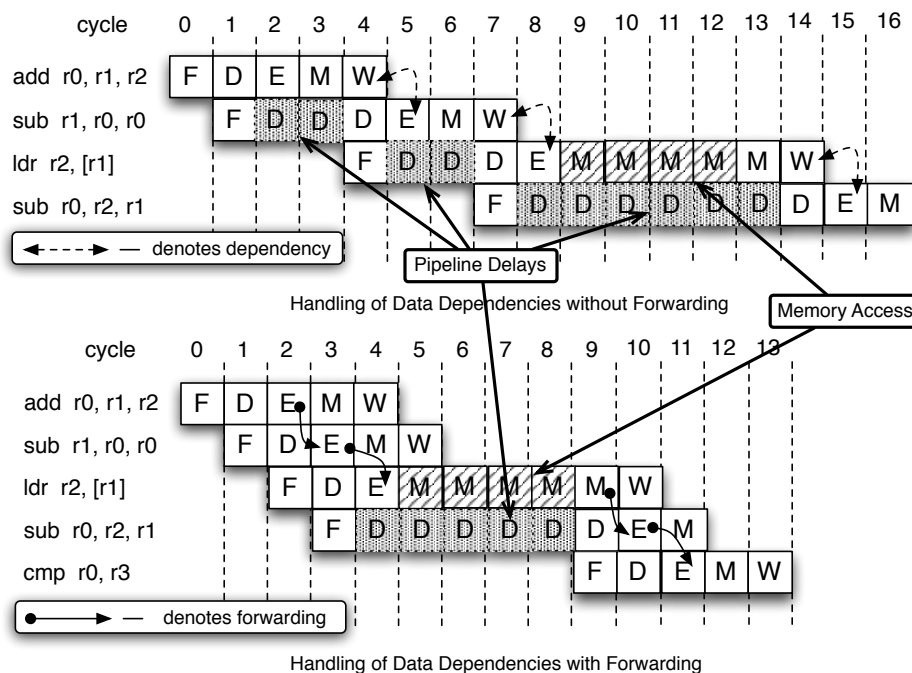 cycle 0 1 2 3 4 5 6 7 8 9 10 11 12 13 14 15 16
add r0, r1, r2 F D E M W
sub r1, r0, r0 F D D D E M W
ldr r2, [r1] F D D D E M M M M M W
sub r0, r2, r1 F D D D D D D D E M
— denotes dependency
Pipeline Delays
Handling of Data Dependencies without Forwarding
Memory Access
cycle 0 1 2 3 4 5 6 7 8 9 10 11 12 13
add r0, r1, r2 F D E M W
sub r1, r0, r0 F D E M W
ldr r2, [r1] F D E M M M M M W
sub r0, r2, r1 F D D D D D D E M
cmp r0, r3 F D E M W
— denotes forwarding
Handling of Data Dependencies with Forwarding